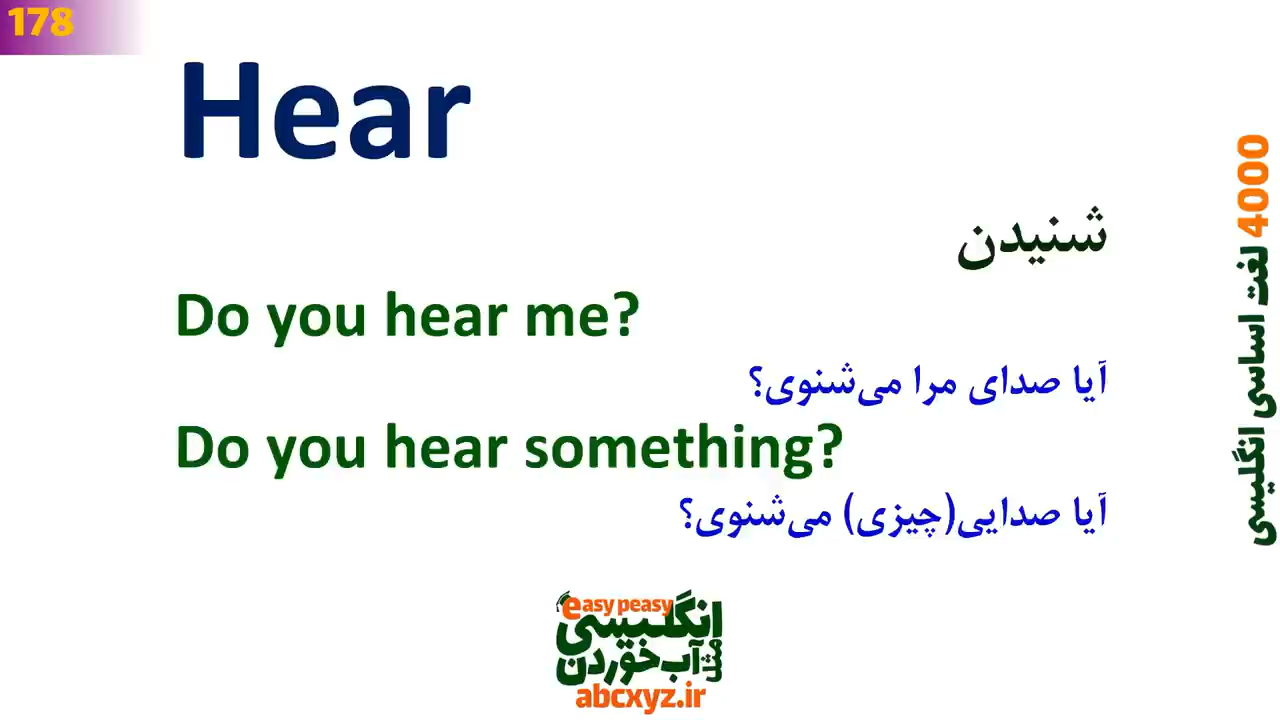 178
Hear
شنیدن
Do you hear me?
آیا صدای مرا می‌شنوی؟
Do you hear something?
آیا صدایی(چیزی) می‌شنوی؟
4000 لغت اساسی انگلیسی
easy peasy
انگلیسی
مثل آب خوردن
abcxyz.ir